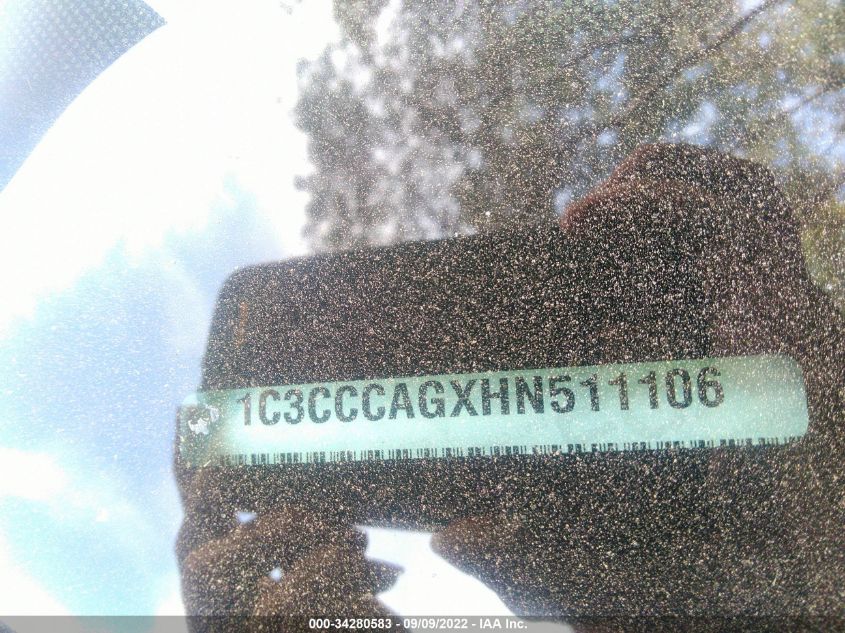 1C3CCCAGXHN511106
000-34280583 - 09/09/2022 - IAA Inc.